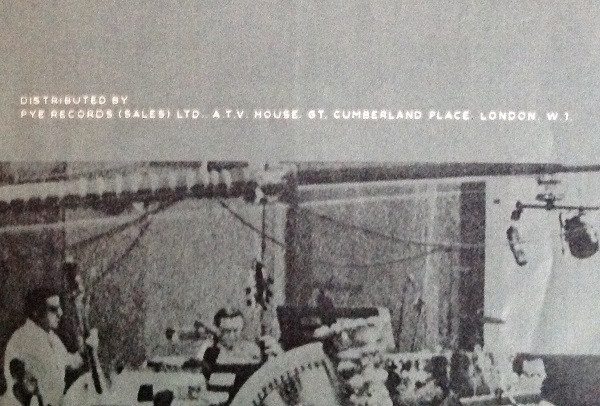 DISTRIBUTED BY
PYE RECORDS (SALES) LTD., A.T.V. HOUSE. GT. CUMBERLAND PLACE. LONDON. W.1.